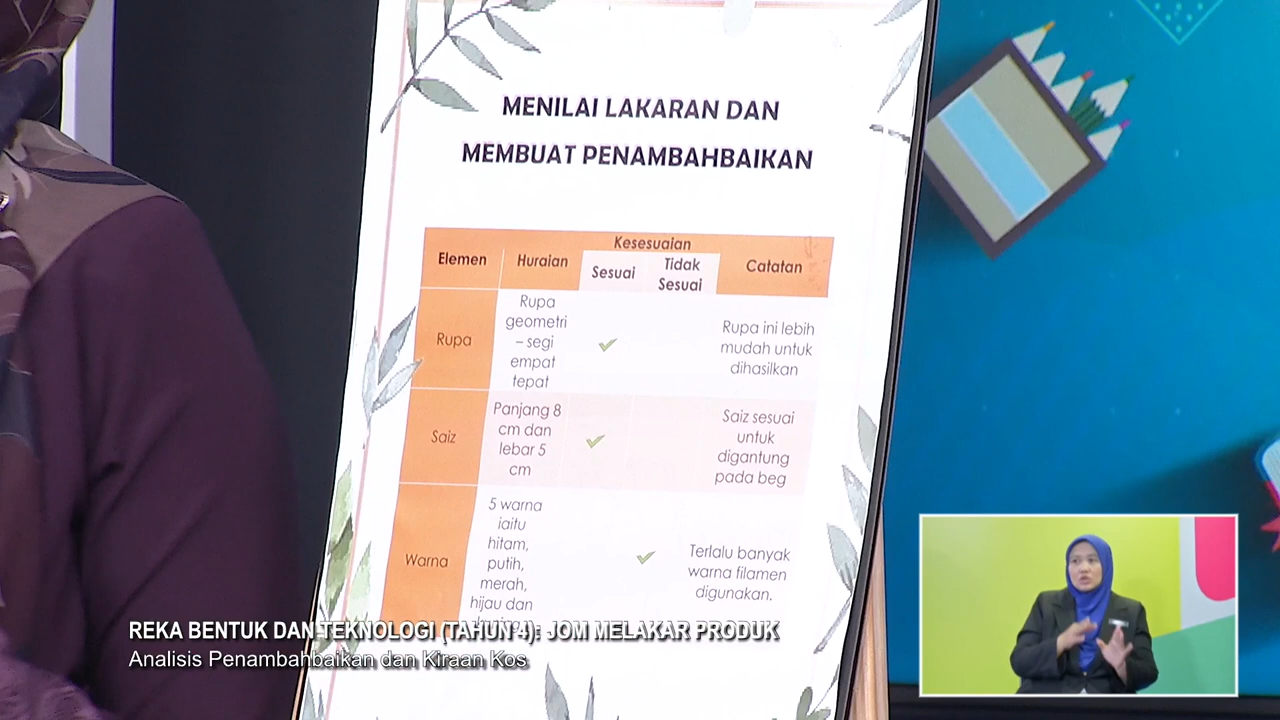 MENILAI LAKARAN DAN
MEMBUAT PENAMBAHBAIKAN
Elemen
Huraian
Kesesuaian
Sesuai
Tidak
Sesuai
Catatan
Rupa
Rupa
geometri
– segi
empat
tepat
Rupa ini lebih
mudah untuk
dihasilkan
Saiz
Panjang 8
cm dan
lebar 5
cm
Saiz sesuai
untuk
digantung
pada beg
Warna
5 warna
iaitu
hitam,
putih,
merah,
hijau dan
Terlalu banyak
warna filamen
digunakan.
REKA BENTUK DAN TEKNOLOGI (TAHUN 4): JOM MELAKAR PRODUK
Analisis Penambahbaikan dan Kiraan Kos